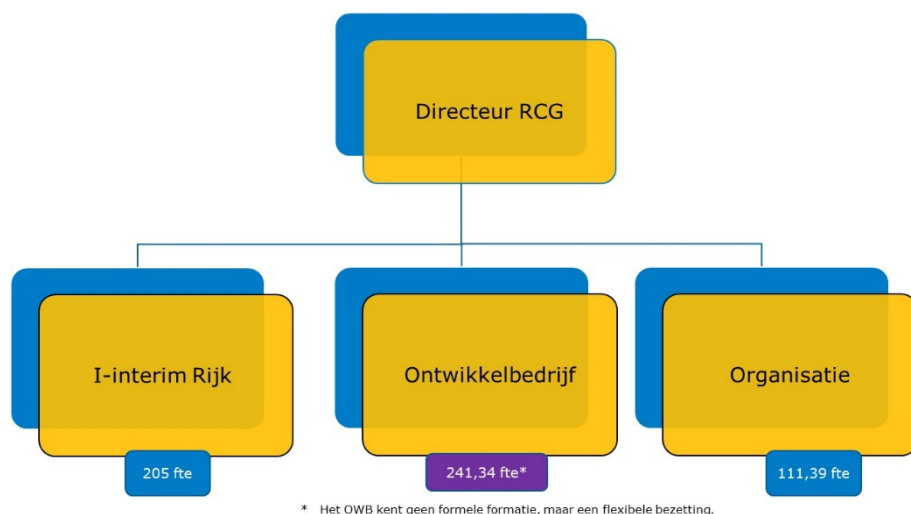 Directeur RCG
I-interim Rijk
Ontwikkelbedrijf
Organisatie
205 fte
241,34 fte*
111,39 fte
* Het OWB kent geen formele formatie, maar een flexibele bezetting.